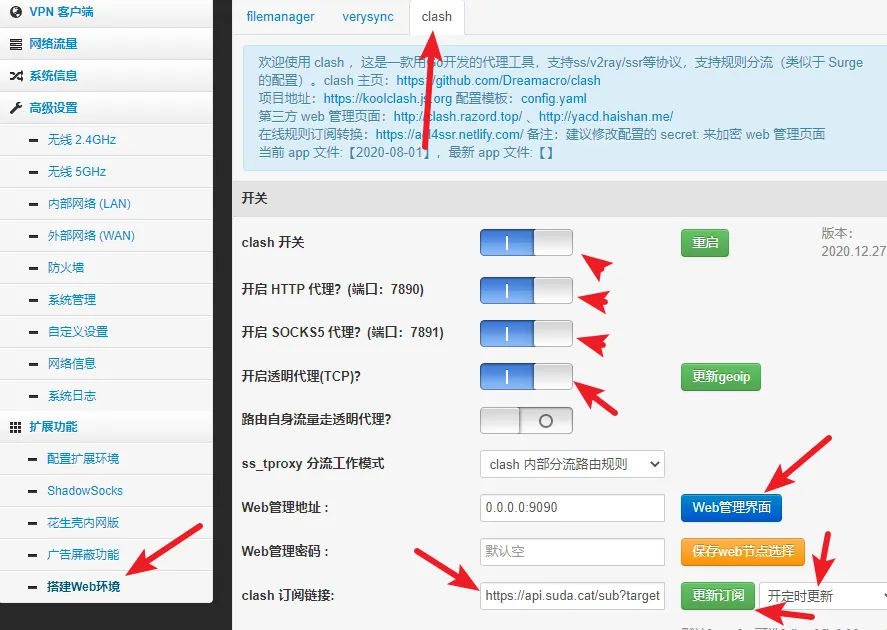 VPN 客户端
网络流量
系统信息
高级设置
无线 2.4GHz
无线 5GHz
内部网络 (LAN)
外部网络 (WAN)
防火墙
系统管理
自定义设置
网络信息
系统日志
扩展功能
配置扩展环境
ShadowSocks
花生壳内网版
广告屏蔽功能
搭建Web环境
filemanager verysync clash
欢迎使用 clash ，这是一款用 开发的代理工具，支持ss/v2ray/ssr等协议，支持规则分流（类似于 Surge
的配置）。clash 主页：https://github.com/Dreamacro/clash
项目地址：https://koolclash.js.org 配置模板：config.yaml
第三方 web 管理页面：http://clash.razord.top/ 、http://yacd.haishan.me/
在线规则订阅转换：https://acl4ssr.netlify.com/ 备注：建议修改配置的 secret: 来加密 web 管理页面
当前 app 文件:【2020-08-01】，最新 app 文件:【】
开关
clash 开关 重启 版本：
2020.12.27
开启 HTTP 代理？(端口：7890)
开启 SOCKS5 代理？(端口：7891)
开启透明代理(TCP)? 更新geoip
路由自身流量走透明代理?
ss_tproxy 分流工作模式 clash 内部分流路由规则
Web管理地址 : 0.0.0.0:9090 Web管理界面
Web管理密码 : 默认空 保存web节点选择
clash 订阅链接: https://api.suda.cat/sub?target 更新订阅 开定时更新